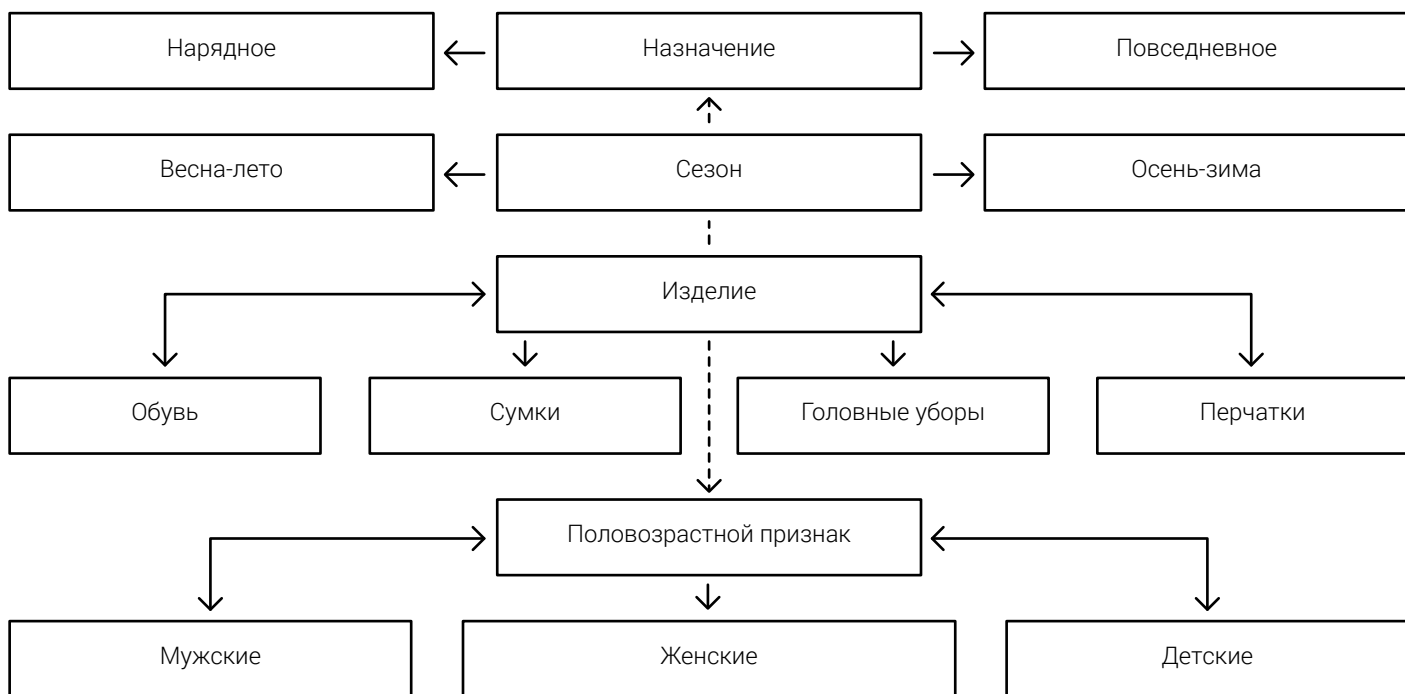 Нарядное
Назначение
Повседневное
Весна-лето
Сезон
Осень-зима
Изделие
Обувь
Сумки
Головные уборы
Перчатки
Половозрастной признак
Мужские
Женские
Детские